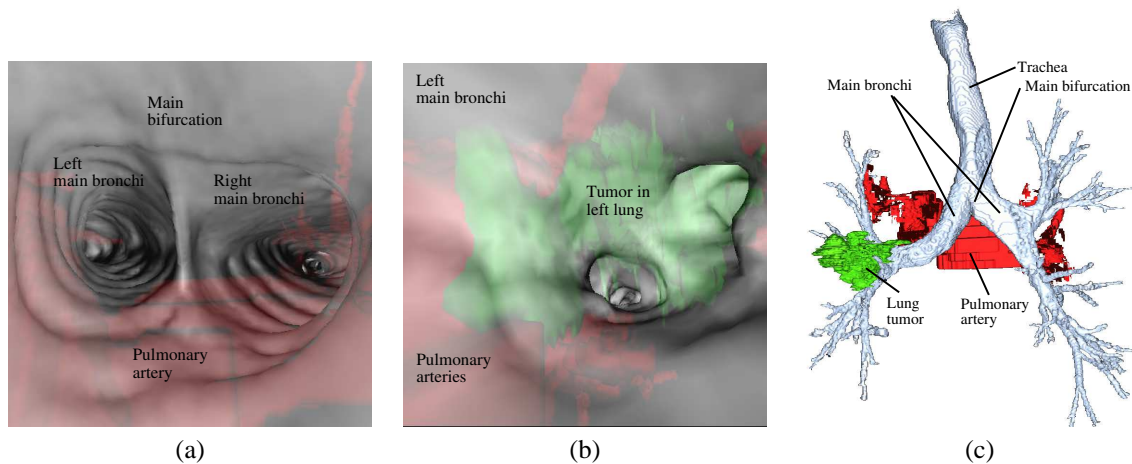 Main
bifurcation
Left
main bronchi
Right
main bronchi
Pulmonary
artery
(a)
Left
main bronchi
Tumor in
left lung
Pulmonary
arteries
(b)
Trachea
Main bronchi
Main bifurcation
Lung
tumor
Pulmonary
artery
(c)